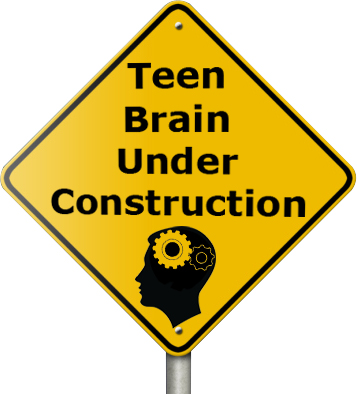 Teen
Brain
Under
Construction